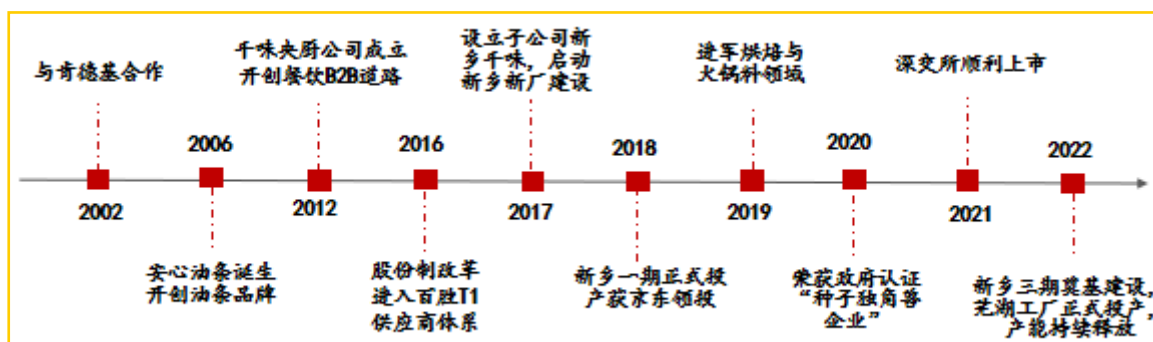 与肯德基合作
千味央厨公司成立
开创餐饮B2B道路
设立子公司新
乡千味，启动
新乡新厂建设
进军烘焙与
火锅料领域
深交所顺利上市
2006
2016
2018
2020
2022
2002
2012
2017
2019
2021
安心油条诞生
开创油条品牌
股份制改革
进入百胜T1
供应商体系
新乡一期正式投
产获京东领投
荣获政府认证
“种子独角兽
企业”
新乡三期奠基建设，
芜湖工厂正式投产，
产能持续释放